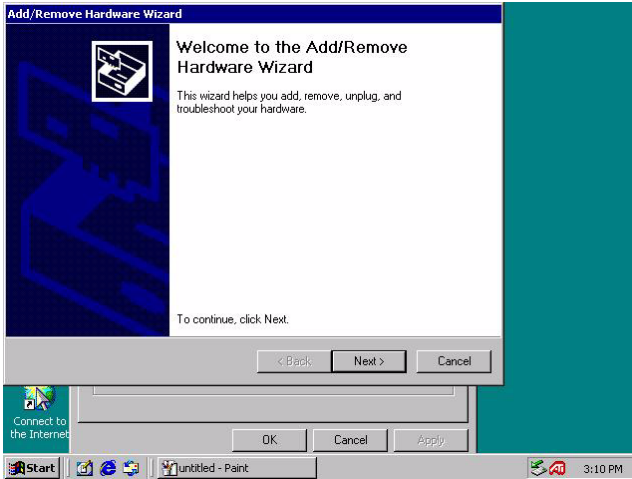 Add/Remove Hardware Wizard
Welcome to the Add/Remove
Hardware Wizard
This wizard helps you add, remove, unplug, and
troubleshoot your hardware.
To continue, click Next.
< Back
Next >
Cancel
Connect to
the Internet
OK
Cancel
Apply
Start
untitled - Paint
3:10 PM